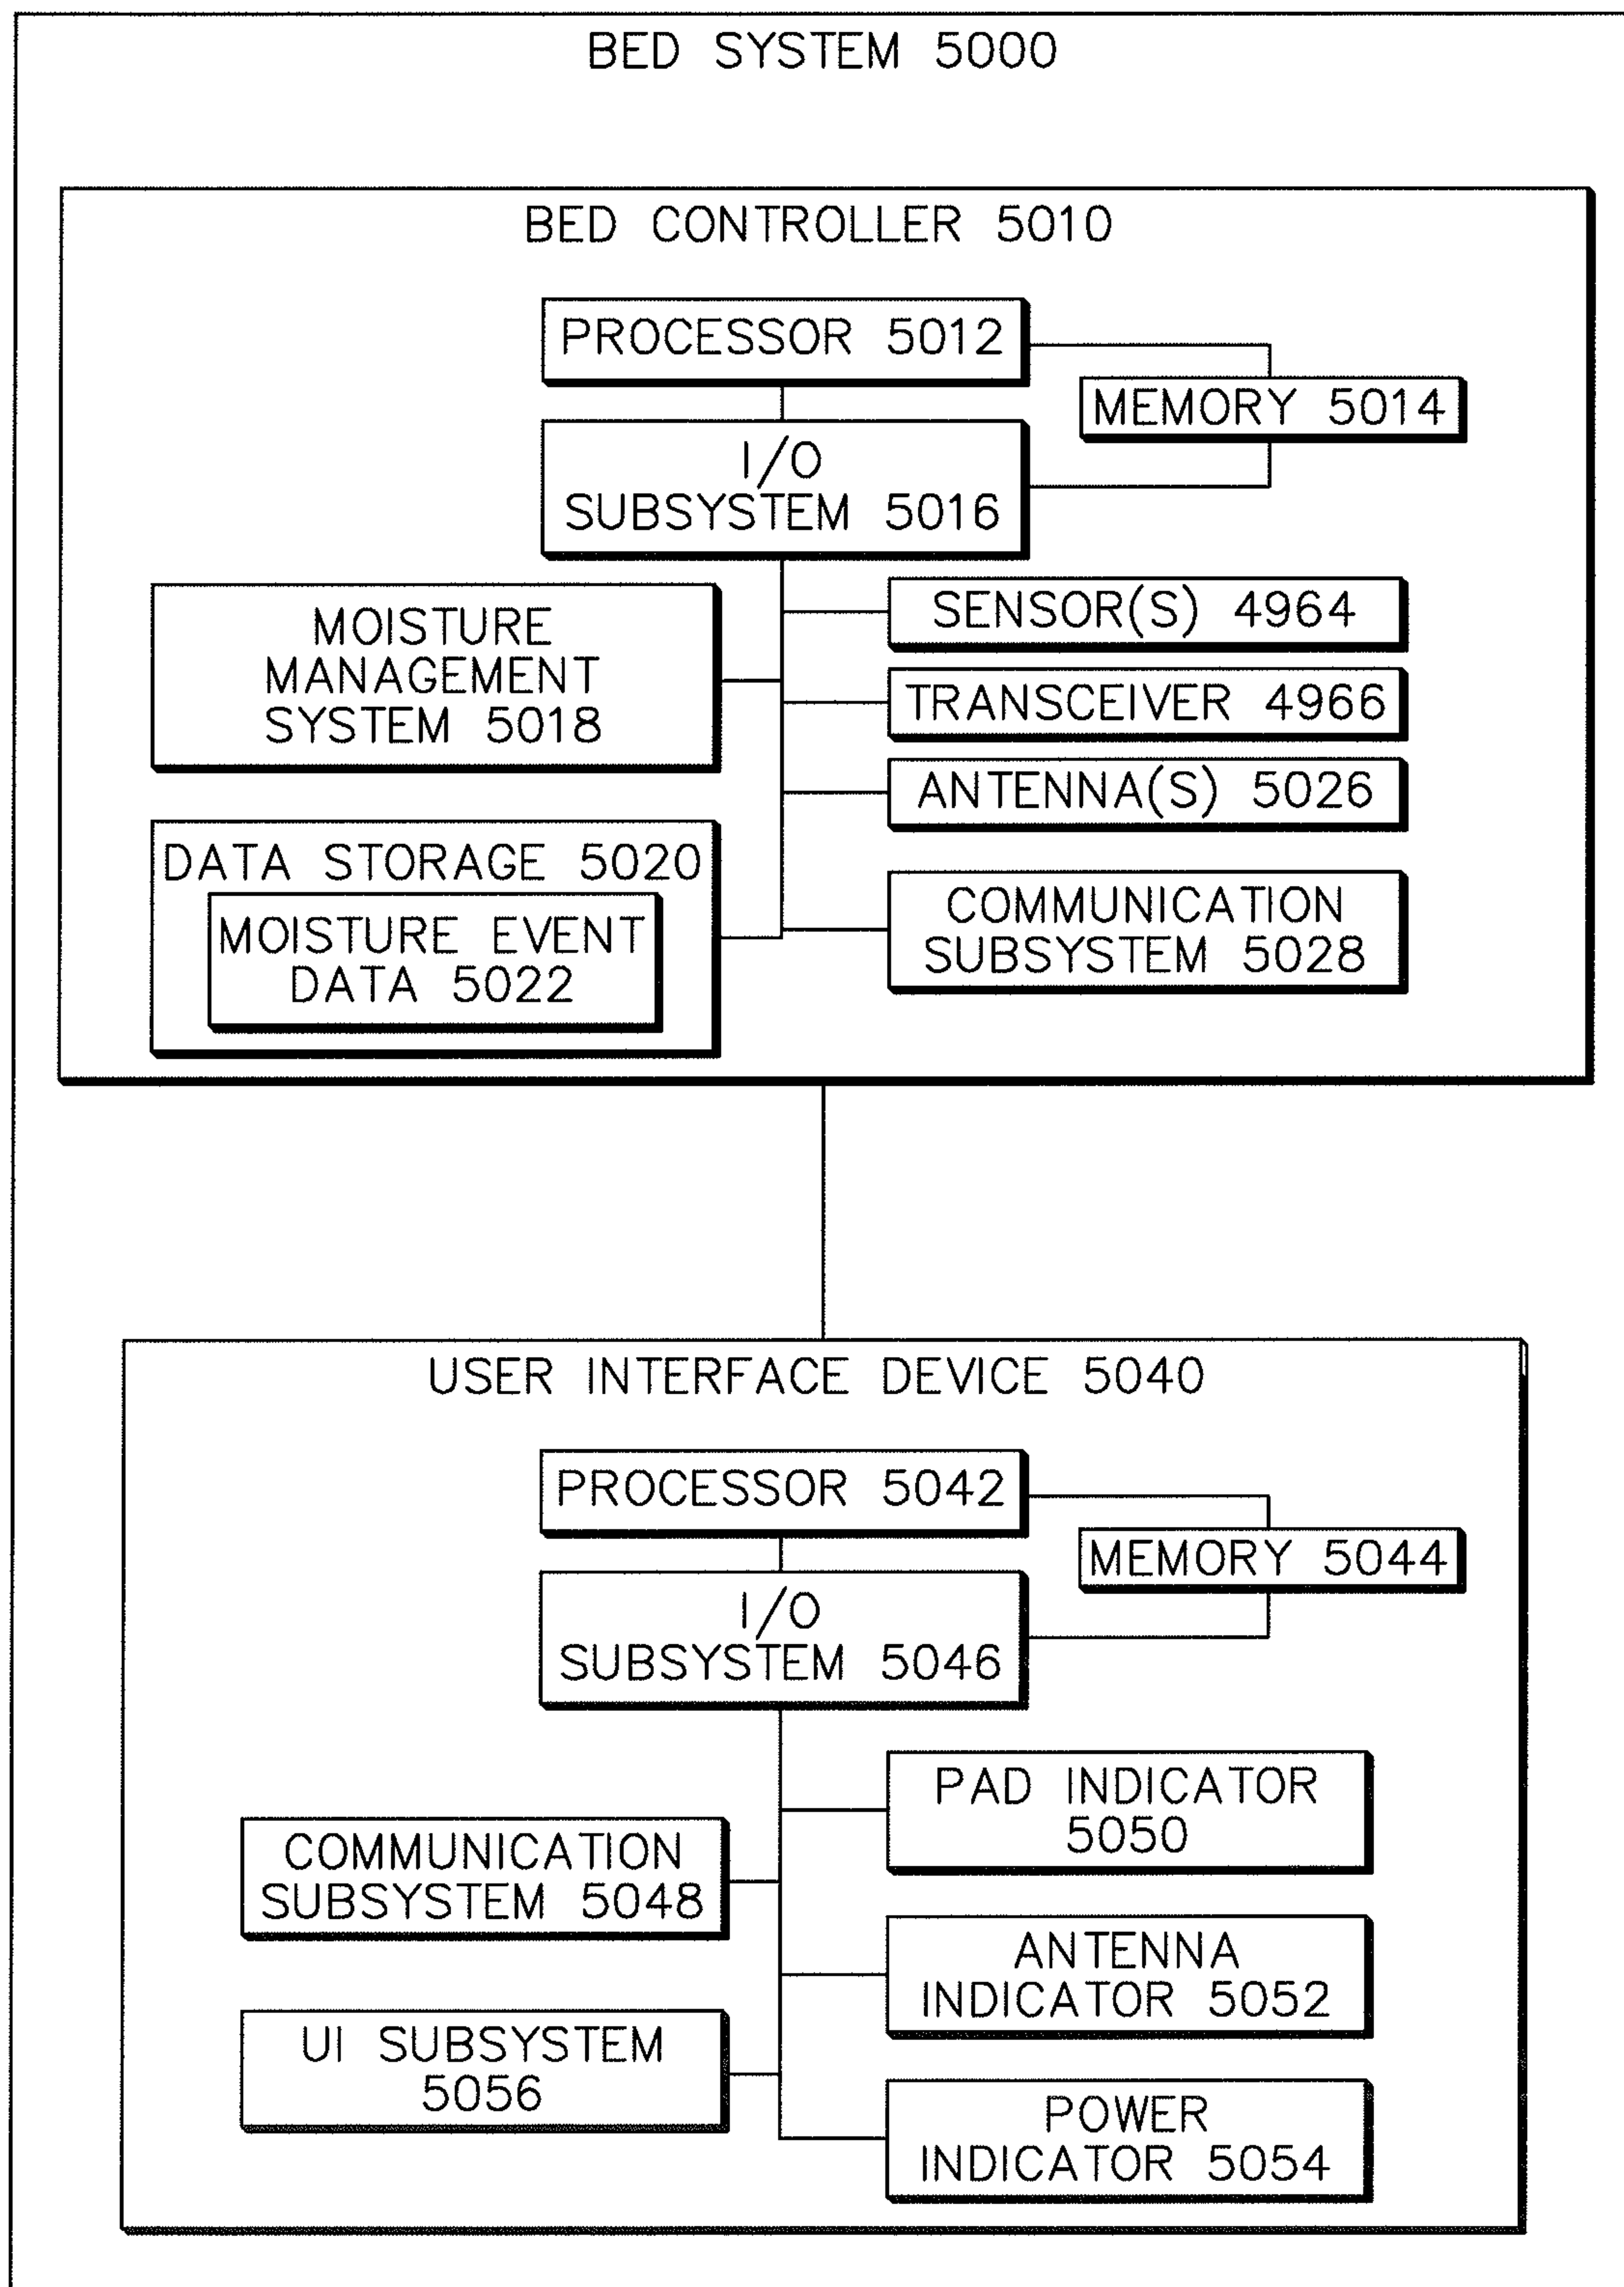 BED SYSTEM 5000
BED CONTROLLER 5010
PROCESSOR 5012
MEMORY 5014
I/O
SUBSYSTEM 5016
MOISTURE
MANAGEMENT
SYSTEM 5018
SENSOR(S) 4964
TRANSCEIVER 4966
ANTENNA(S) 5026
DATA STORAGE 5020
MOISTURE EVENT
DATA 5022
COMMUNICATION
SUBSYSTEM 5028
USER INTERFACE DEVICE 5040
PROCESSOR 5042
MEMORY 5044
I/O
SUBSYSTEM 5046
PAD INDICATOR
5050
COMMUNICATION
SUBSYSTEM 5048
ANTENNA
INDICATOR 5052
UI SUBSYSTEM
5056
POWER
INDICATOR 5054